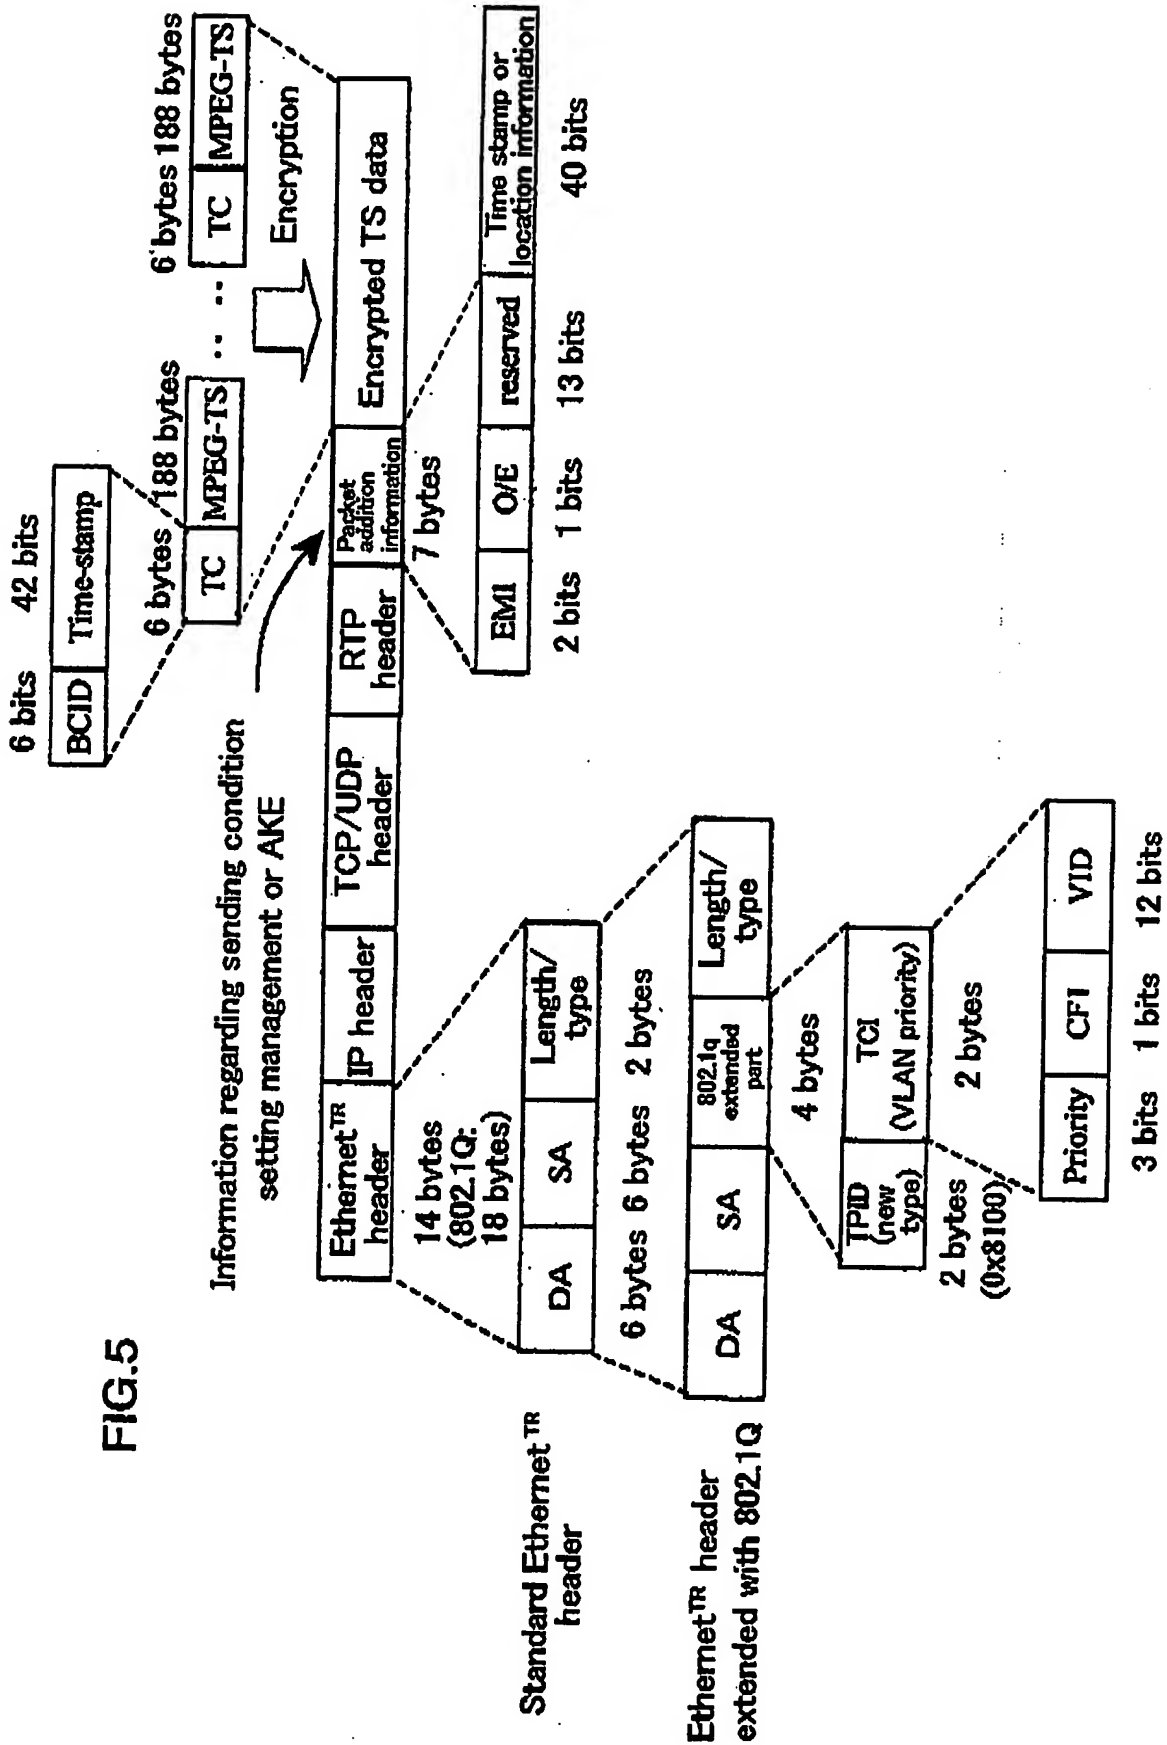 FIG.5
6 bits 42 bits
BCID Time-stamp
6 bytes 188 bytes 6 bytes 188 bytes
TC MPEG-TS TC MPEG-TS
Encryption
Information regarding sending condition
setting management or AKE
Ethernet™ᴿ header IP header TCP/UDP header RTP header Packet addition information Encrypted TS data
14 bytes
(802.1Q:
18 bytes)
7 bytes
EMI O/E reserved Time stamp or location information
2 bits 1 bits 13 bits 40 bits
Standard Ethernetᵀᴿ
header
DA SA Length/type
6 bytes 6 bytes 2 bytes
Ethernetᵀᴿ header
extended with 802.1Q
DA SA 802.1q extended part Length/type
4 bytes
TPID (new type) TCI (VLAN priority)
2 bytes
(0x8100)
2 bytes
Priority CFI VID
3 bits 1 bits 12 bits